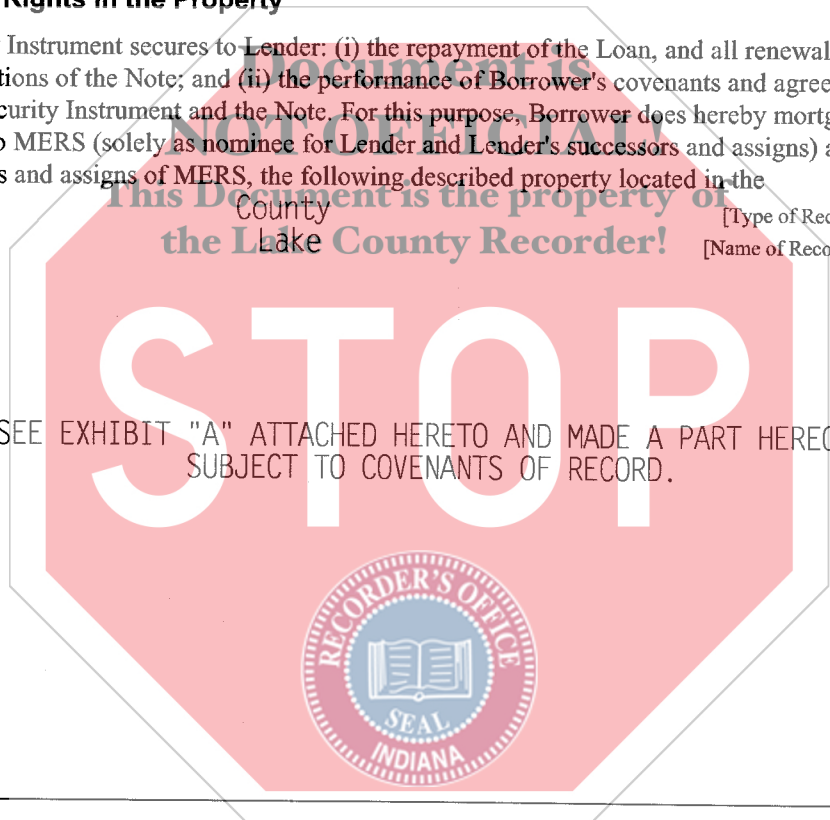 Rights in the Property
Instrument secures to Lender: (i) the repayment of the Loan, and all renewal
tions of the Note; and (ii) the performance of Borrower's covenants and agree
curity Instrument and the Note. For this purpose, Borrower does hereby mortg
o MERS (solely as nominee for Lender and Lender's successors and assigns) a
s and assigns of MERS, the following described property located in the
County [Type of Rec
Lake [Name of Reco
Document is
NOT OFFICIAL!
This Document is the property of
the Lake County Recorder!
STOP
SEE EXHIBIT "A" ATTACHED HERETO AND MADE A PART HEREO
SUBJECT TO COVENANTS OF RECORD.
RECORDER'S OFFICE
SEAL
INDIANA